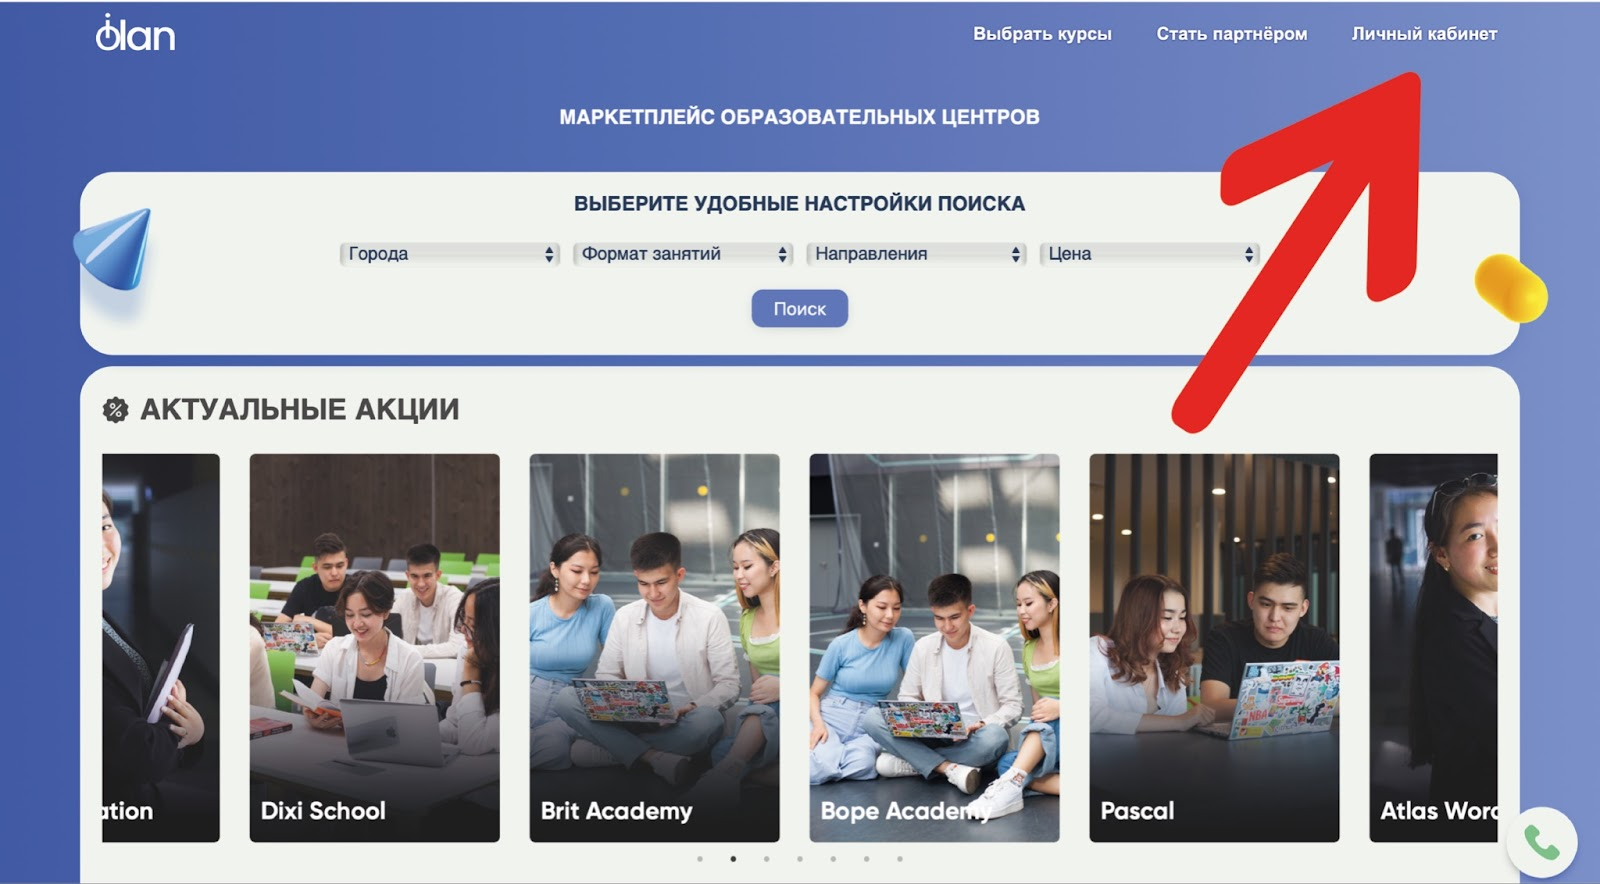 ölan
Выбрать курсы
Стать партнёром
Личный кабинет
МАРКЕТПЛЕЙС ОБРАЗОВАТЕЛЬНЫХ ЦЕНТРОВ
ВЫБЕРИТЕ УДОБНЫЕ НАСТРОЙКИ ПОИСКА
Города
Формат занятий
Направления
Цена
Поиск
% АКТУАЛЬНЫЕ АКЦИИ
ation
Dixi School
Brit Academy
Bope Academy
Pascal
Atlas Word